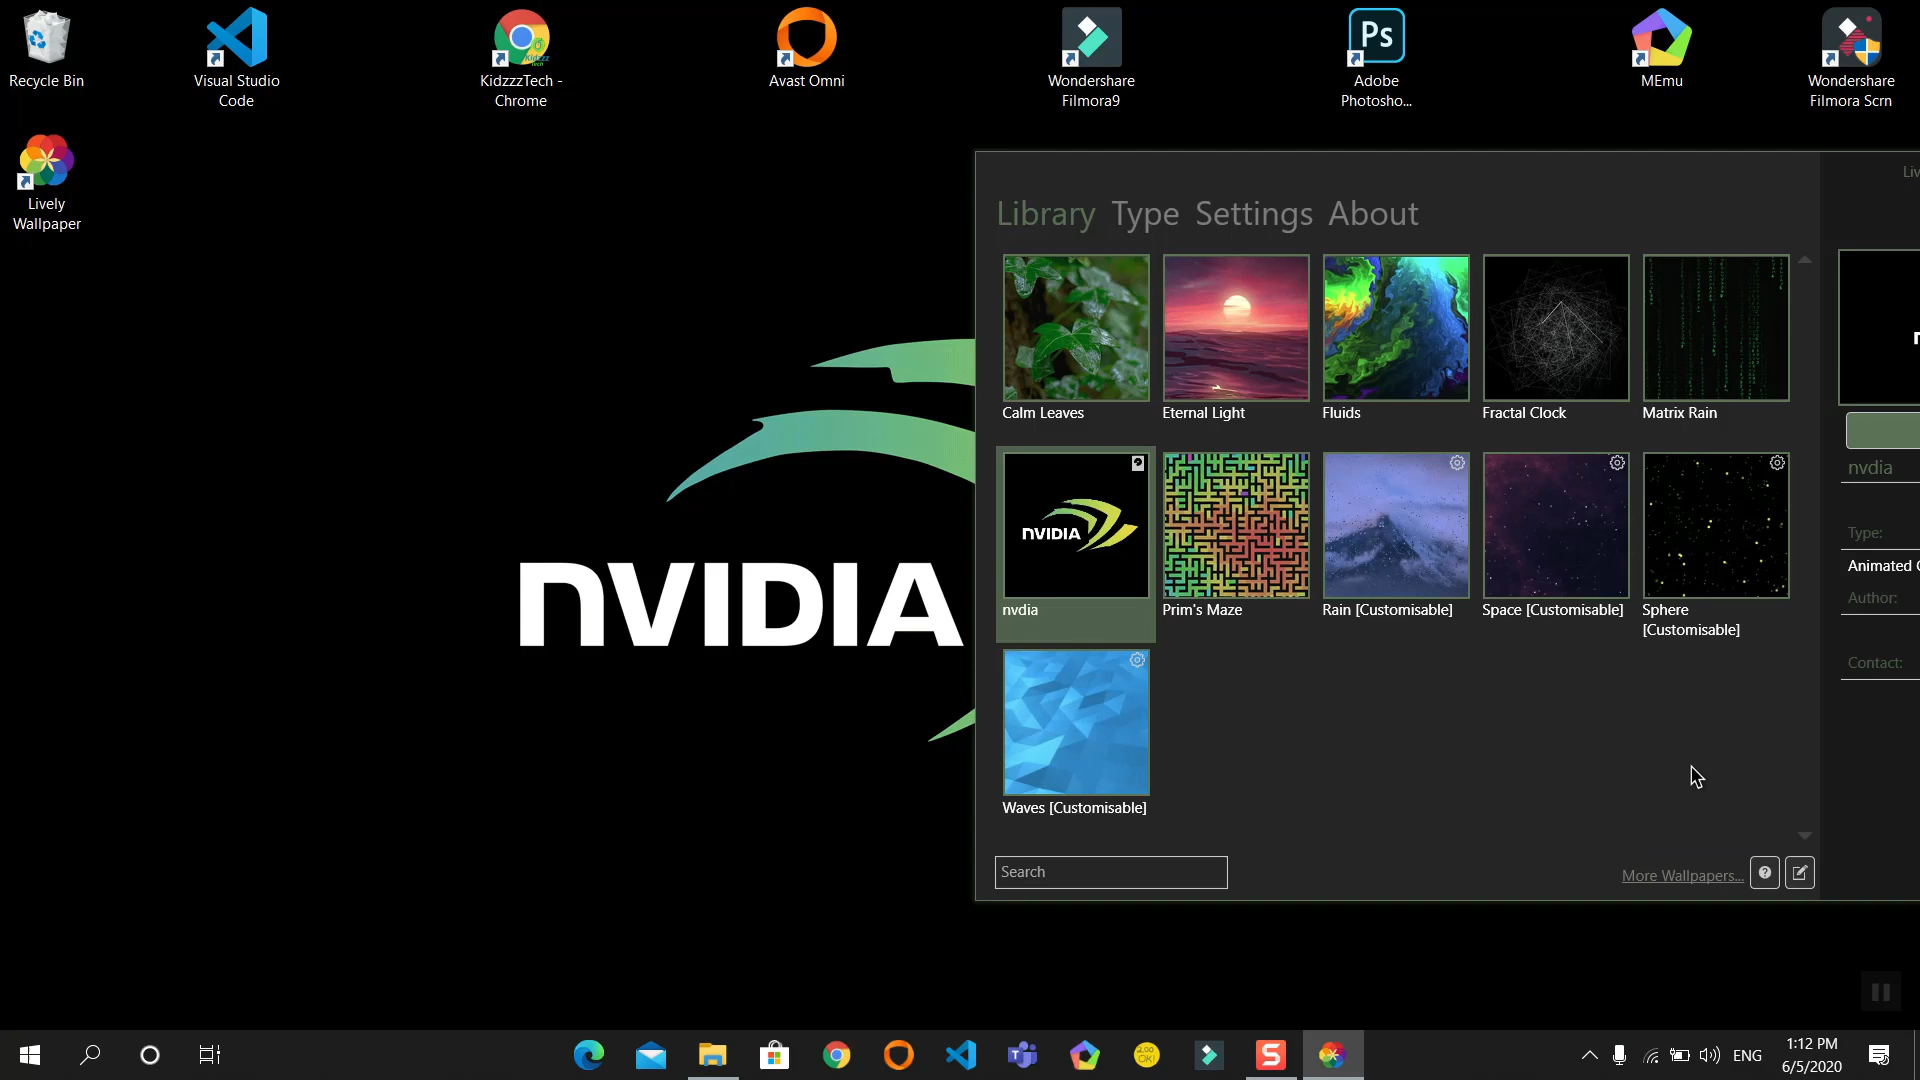 Recycle Bin
Visual Studio
Code
KidzzzTech -
Chrome
Avast Omni
Wondershare
Filmora9
Ps
Adobe
Photosho...
MEmu
Wondershare
Filmora Scrn
Lively
Wallpaper
Liv
Library Type Settings About
Calm Leaves
Eternal Light
Fluids
Fractal Clock
Matrix Rain
NVIDIA
nvdia
Prim's Maze
Rain [Customisable]
Space [Customisable]
Sphere
[Customisable]
Waves [Customisable]
nvdia
Type:
Animated
Author:
Contact:
Search
More Wallpapers...
NVIDIA
ENG
1:12 PM
6/5/2020